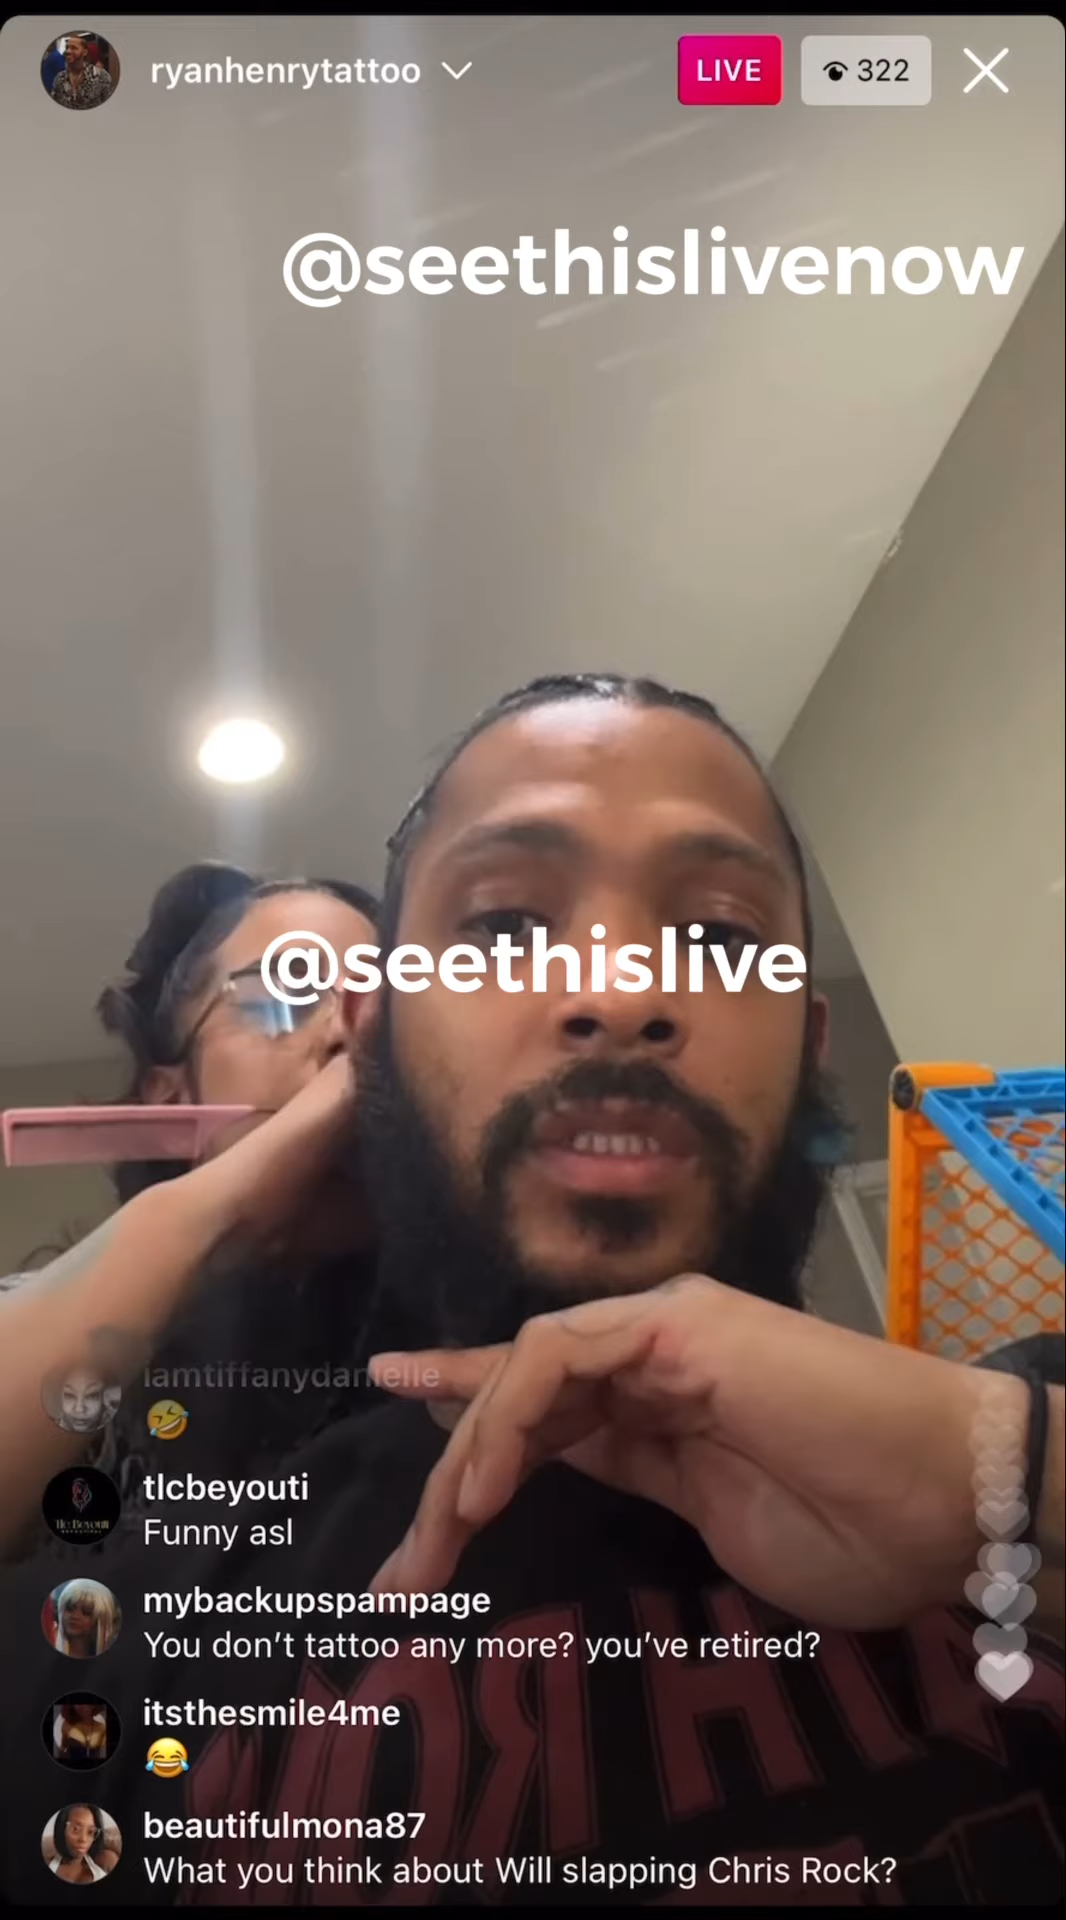 ryanhenrytattoo
LIVE
322
@seethislivenow
@seethislive
iamtiffanydanielle
🤣
tlcbeyouti
Funny asl
mybackupspampage
You don’t tattoo any more? you’ve retired?
itsthesmile4me
😂
beautifulmona87
What you think about Will slapping Chris Rock?